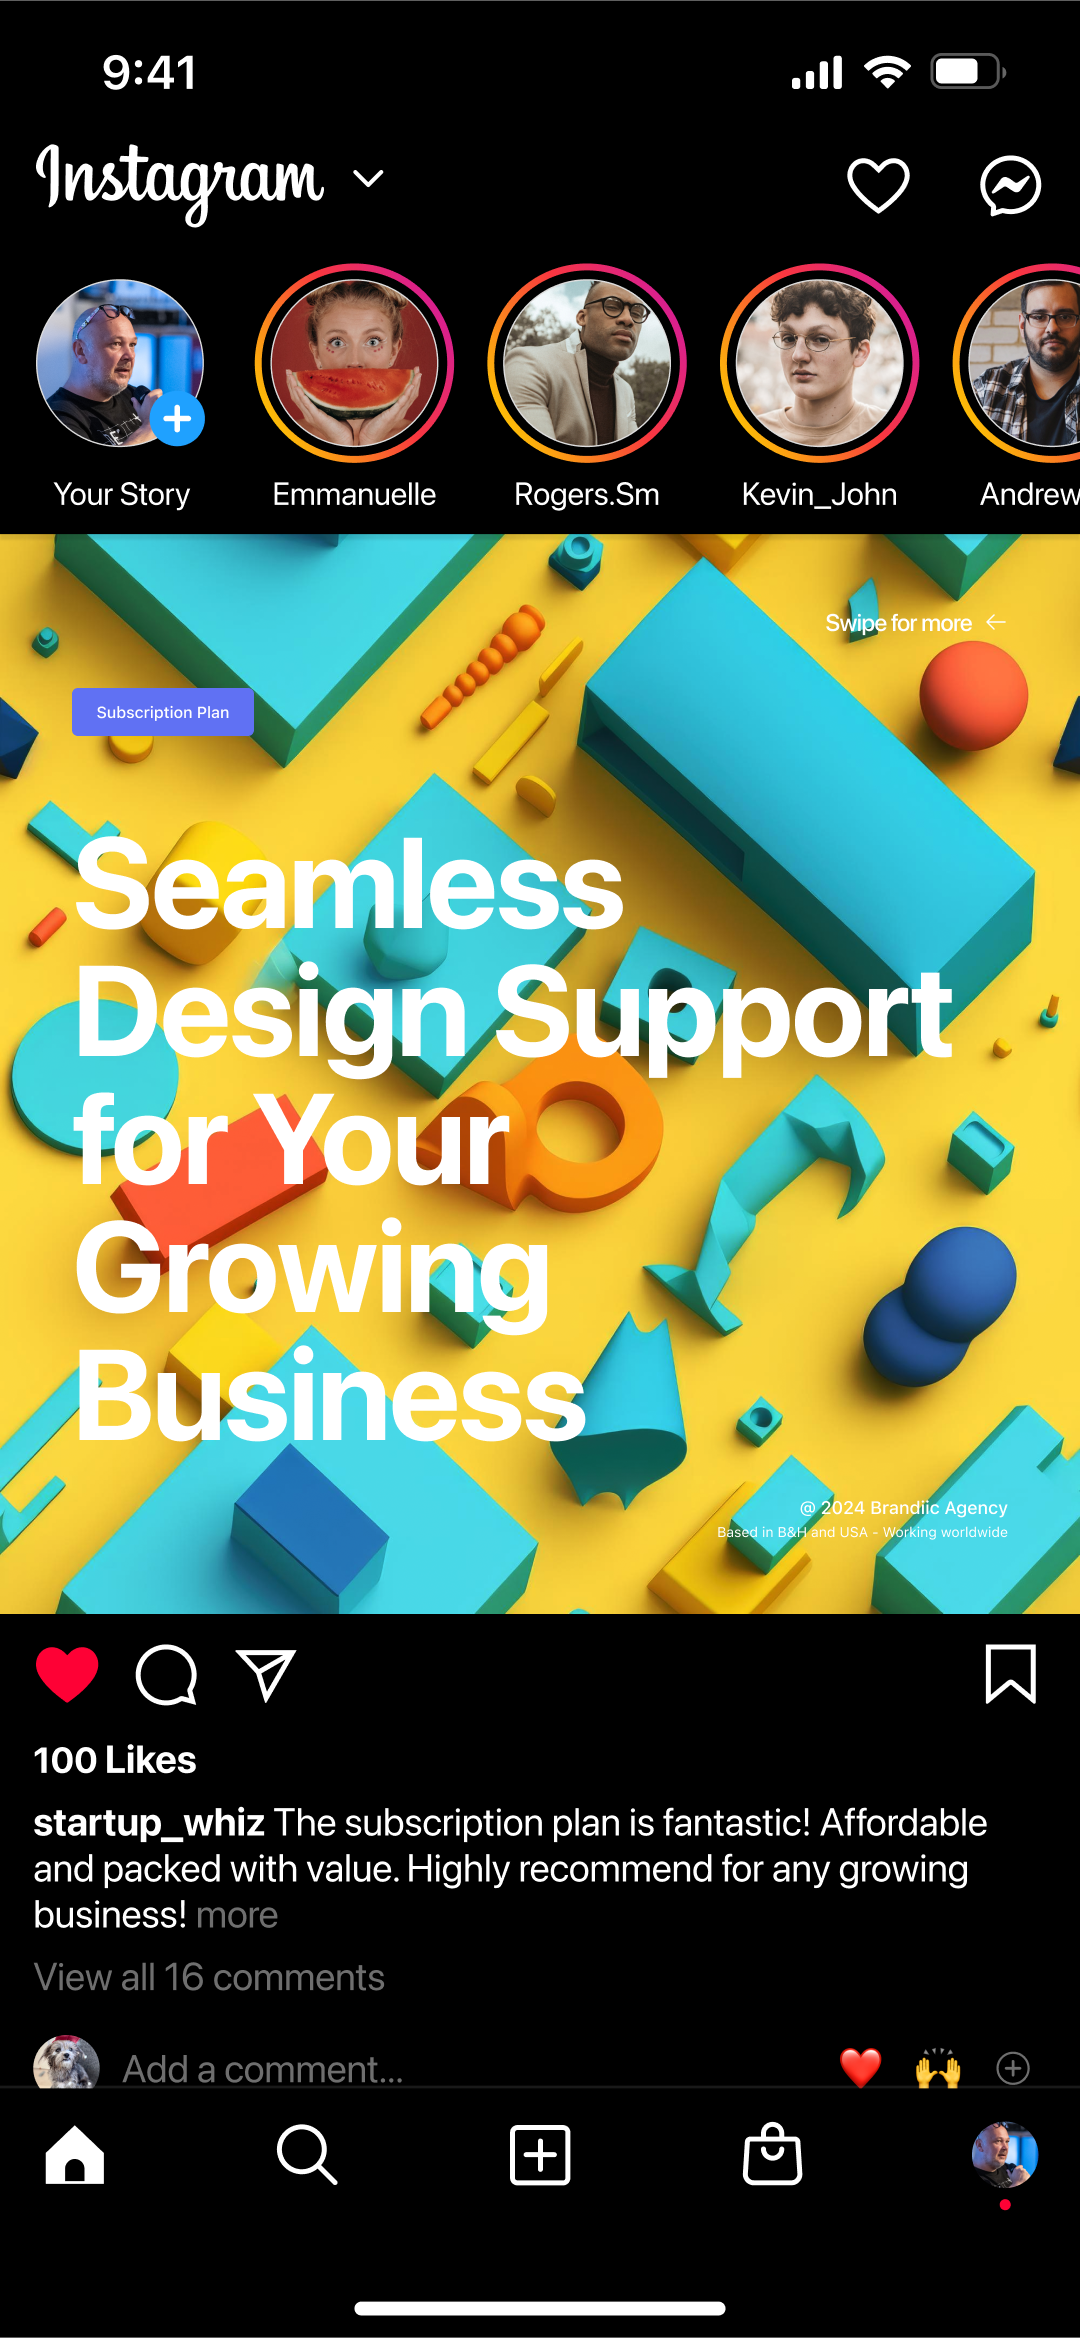 9:41
Instagram
Your Story
Emmanuelle
Rogers.Sm
Kevin_John
Andrew
Swipe for more ←
Subscription Plan
Seamless
Design Support
for Your
Growing
Business
@ 2024 Brandiic Agency
Based in B&H and USA - Working worldwide
100 Likes
startup_whiz The subscription plan is fantastic! Affordable
and packed with value. Highly recommend for any growing
business! more
View all 16 comments
Add a comment...